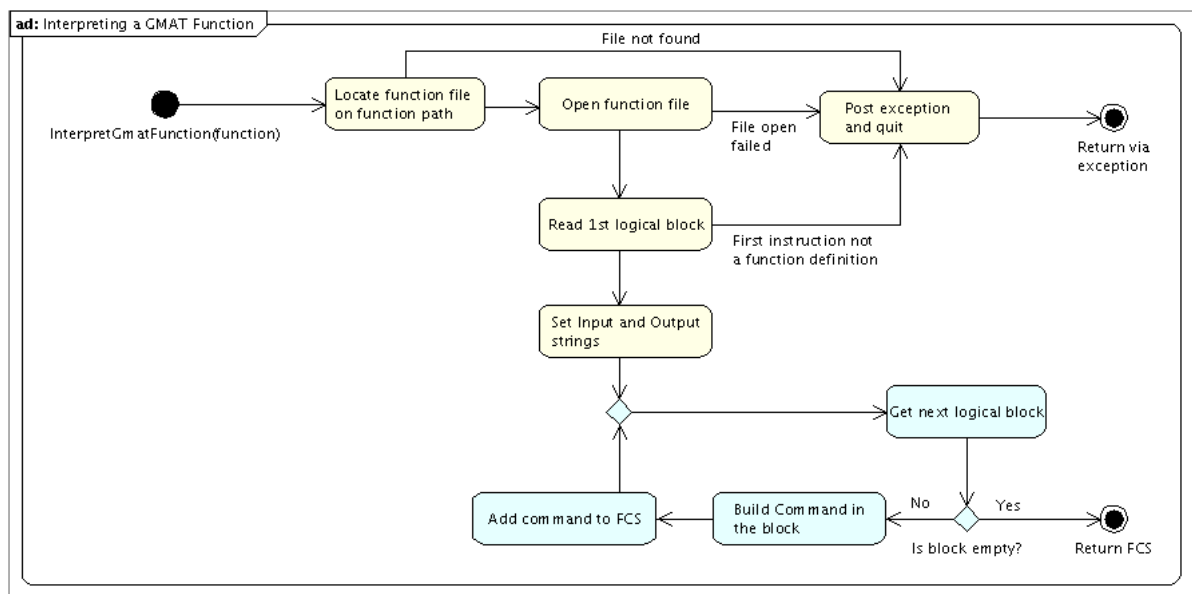 ad: Interpreting a GMAT Function
File not found
Locate function file
on function path
Open function file
Post exception
and quit
InterpretGmatFunction(function)
File open
failed
Return via
exception
Read 1st logical block
First instruction not
a function definition
Set Input and Output
strings
Get next logical block
Add command to FCS
Build Command in
the block
No
Yes
Is block empty?
Return FCS